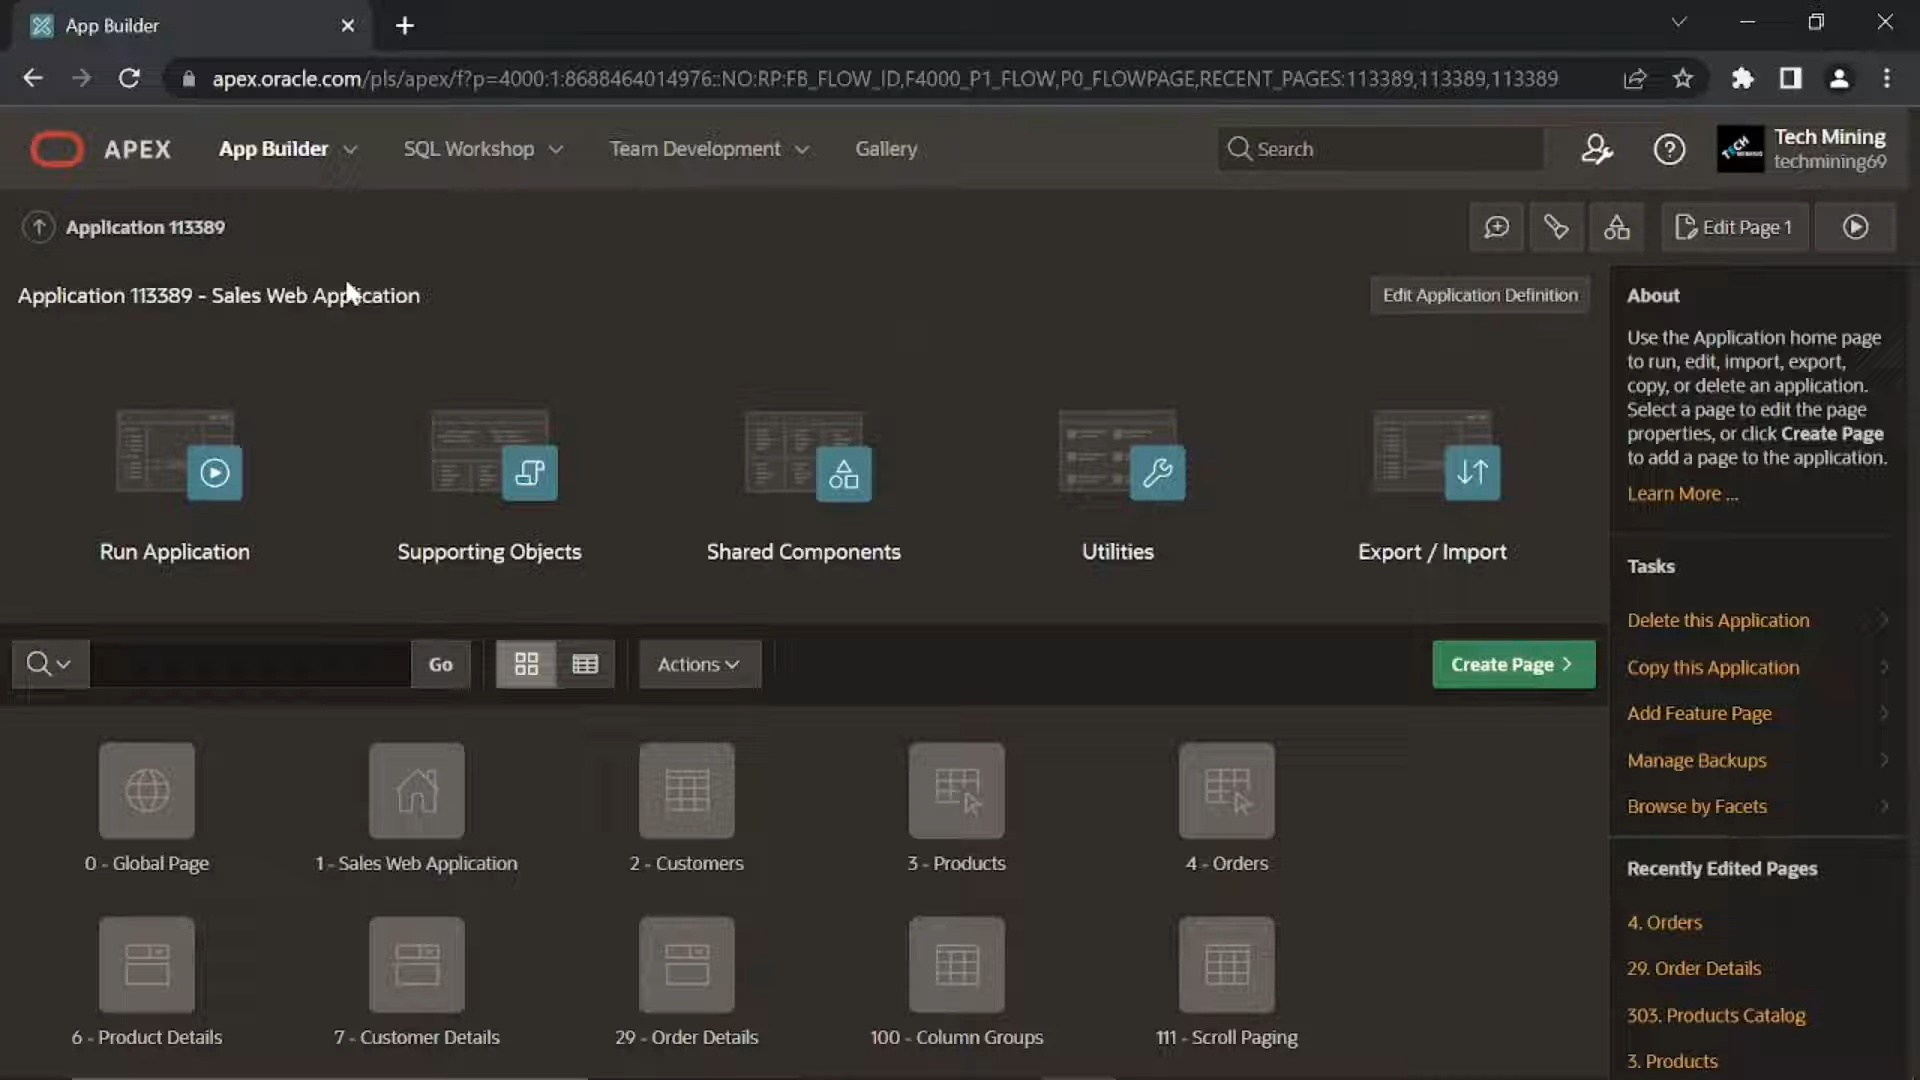 App Builder
apex.oracle.com/pls/apex/f?p=4000:1:8688464014976::NO:RP:FB_FLOW_ID,F4000_P1_FLOW,P0_FLOWPAGE,RECENT_PAGES:113389,113389,113389
APEX App Builder SQL Workshop Team Development Gallery Search Tech Mining
techmining69
Application 113389 Edit Page 1
Application 113389 - Sales Web Application Edit Application Definition
Run Application Supporting Objects Shared Components Utilities Export / Import
Go Actions Create Page
0 - Global Page 1 - Sales Web Application 2 - Customers 3 - Products 4 - Orders
6 - Product Details 7 - Customer Details 29 - Order Details 100 - Column Groups 111 - Scroll Paging
About
Use the Application home page
to run, edit, import, export,
copy, or delete an application.
Select a page to edit the page
properties, or click Create Page
to add a page to the application.
Learn More ...
Tasks
Delete this Application
Copy this Application
Add Feature Page
Manage Backups
Browse by Facets
Recently Edited Pages
4. Orders
29. Order Details
303. Products Catalog
3. Products